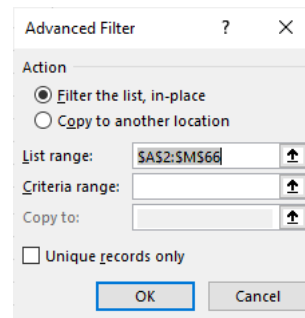 Advanced Filter ? ×
Action
Filter the list, in-place
Copy to another location
List range: $A$2:$M$66
Criteria range:
Copy to:
Unique records only
OK Cancel